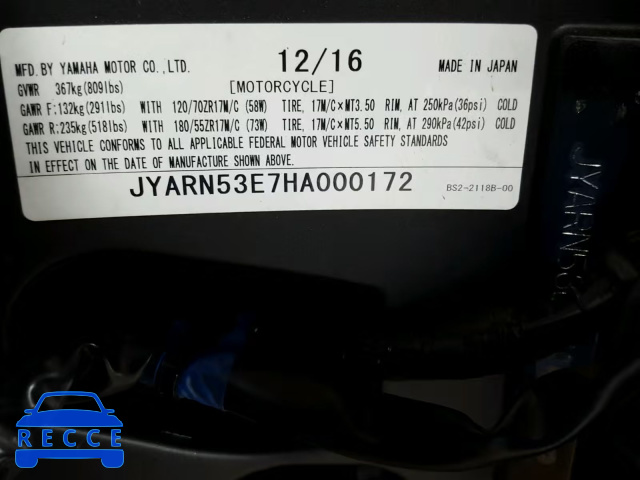 MFD.BY YAMAHA MOTOR CO.,LTD. 12/16 MADE IN JAPAN
GVWR 367kg(809lbs) [MOTORCYCLE]
GAWR F:132kg(291lbs) WITH 120/70ZR17M/C (58W) TIRE, 17M/C×MT3.50 RIM, AT 250kPa(36psi) COLD
GAWR R:235kg(518lbs) WITH 180/55ZR17M/C (73W) TIRE, 17M/C×MT5.50 RIM, AT 290kPa(42psi) COLD
THIS VEHICLE CONFORMS TO ALL APPLICABLE FEDERAL MOTOR VEHICLE SAFETY STANDARDS
IN EFFECT ON THE DATE OF MANUFACTURE SHOWN ABOVE.
JYARN53E7HA000172 BS2-2118B-00
JYARN53
RECCE